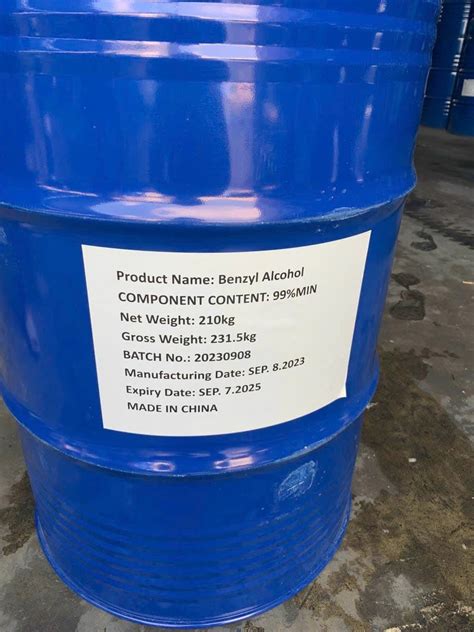 Product Name: Benzyl Alcohol
COMPONENT CONTENT: 99%MIN
Net Weight: 210kg
Gross Weight: 231.5kg
BATCH No.: 20230908
Manufacturing Date: SEP. 8.2023
Expiry Date: SEP. 7.2025
MADE IN CHINA